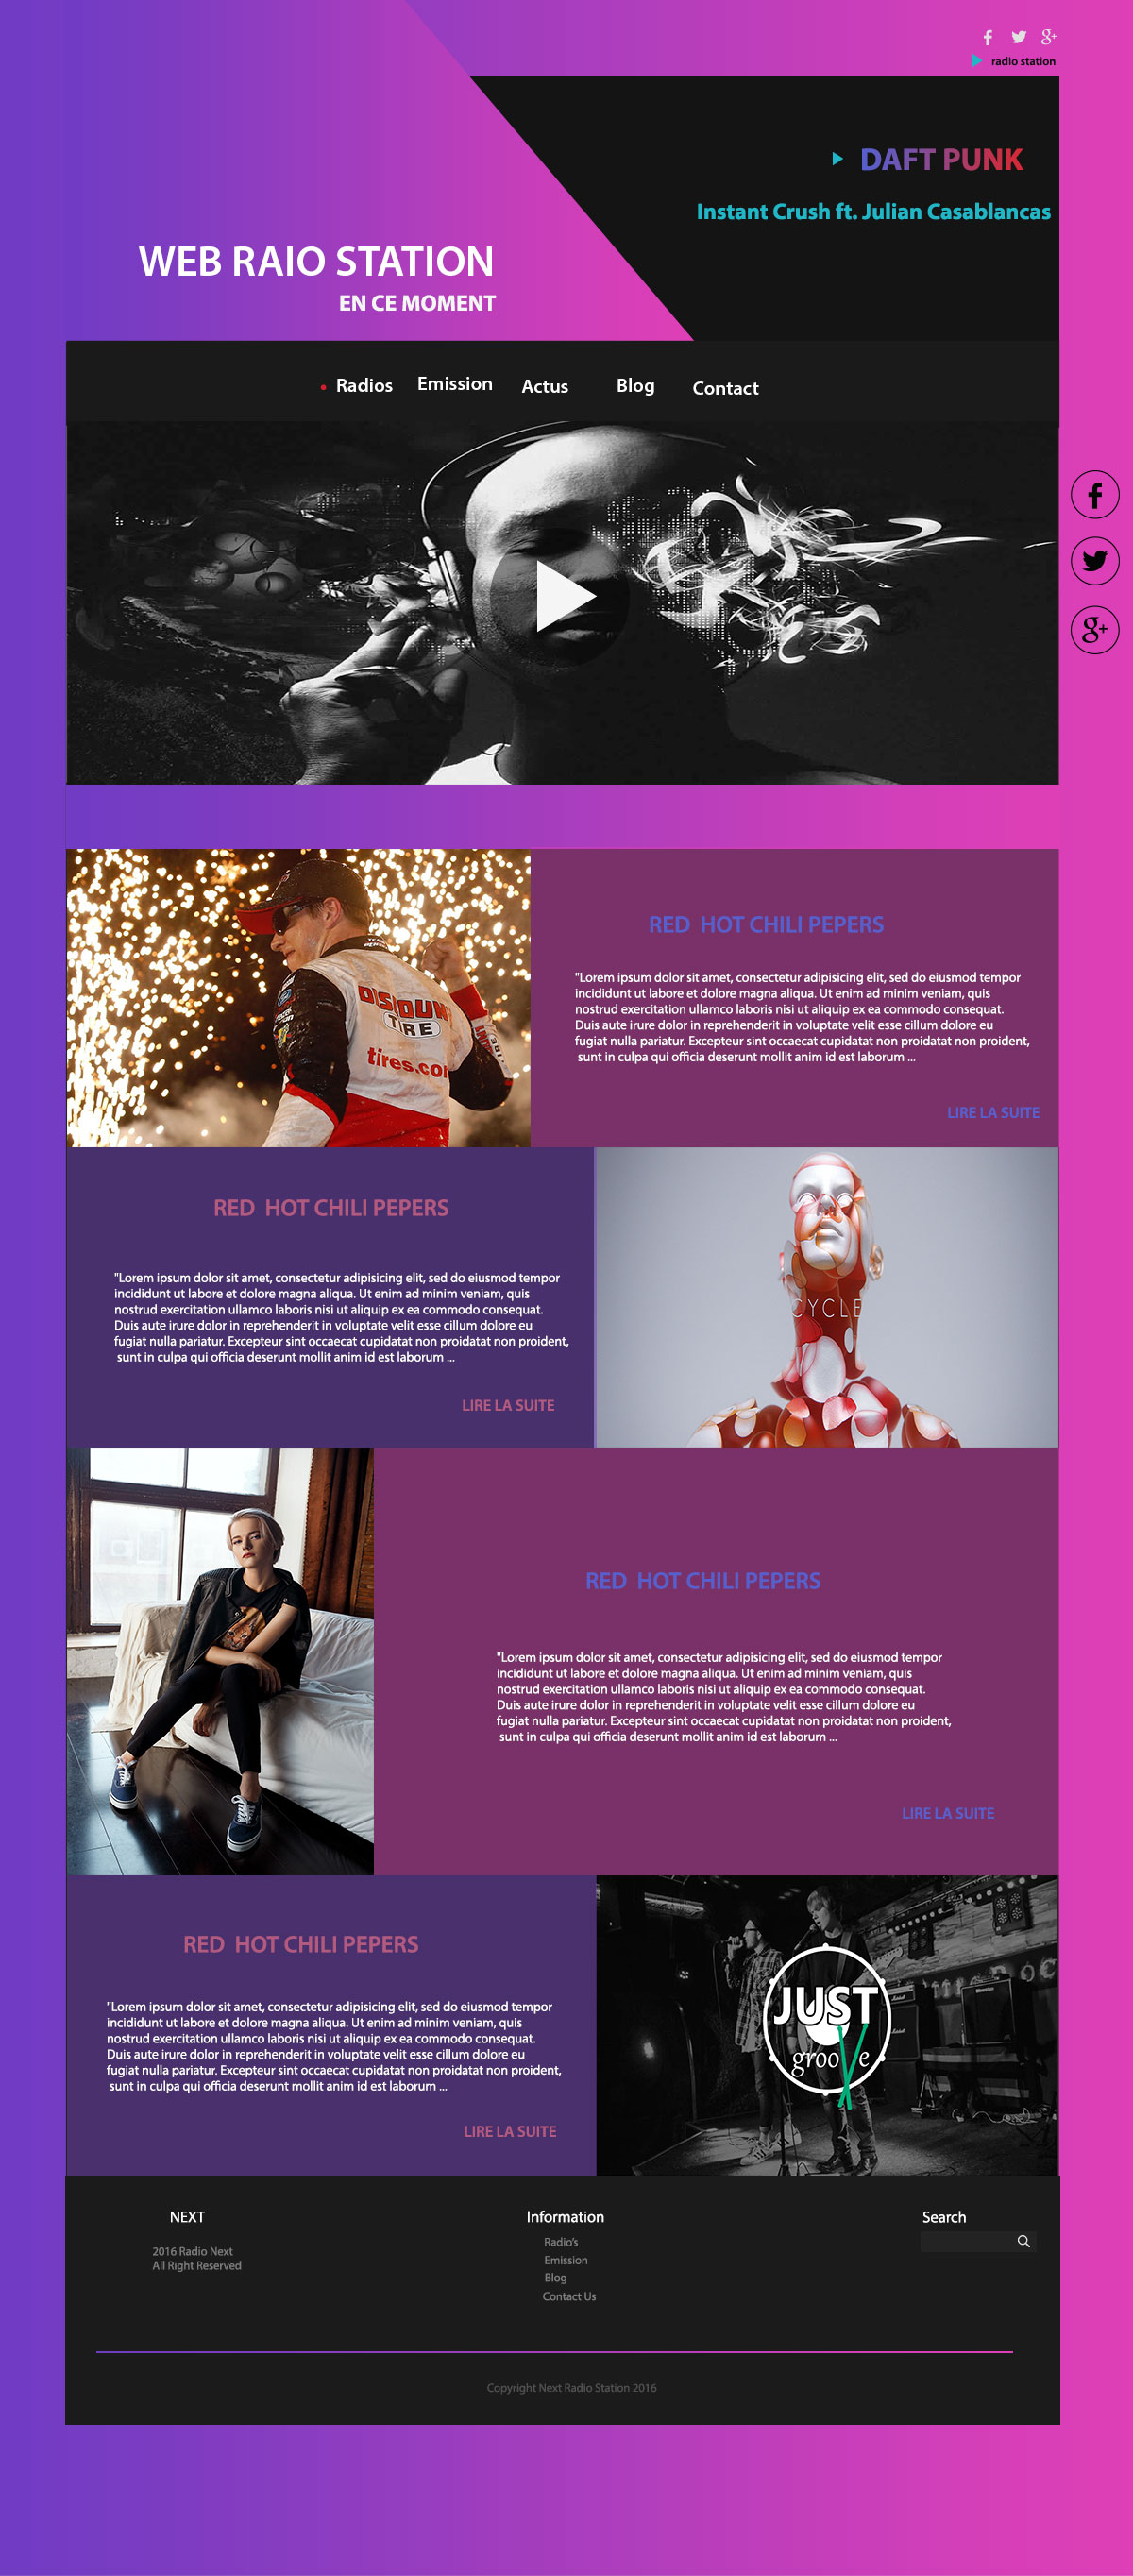 radio station
DAFT PUNK
Instant Crush ft. Julian Casablancas
WEB RAIO STATION
EN CE MOMENT
Radios Emission Actus Blog Contact
RED HOT CHILI PEPERS
"Lorem ipsum dolor sit amet, consectetur adipisicing elit, sed do eiusmod tempor
incididunt ut labore et dolore magna aliqua. Ut enim ad minim veniam, quis
nostrud exercitation ullamco laboris nisi ut aliquip ex ea commodo consequat.
Duis aute irure dolor in reprehenderit in voluptate velit esse cillum dolore eu
fugiat nulla pariatur. Excepteur sint occaecat cupidatat non proidatat non proident,
sunt in culpa qui officia deserunt mollit anim id est laborum ...
LIRE LA SUITE
TIRE
tires.co
RED HOT CHILI PEPERS
"Lorem ipsum dolor sit amet, consectetur adipisicing elit, sed do eiusmod tempor
incididunt ut labore et dolore magna aliqua. Ut enim ad minim veniam, quis
nostrud exercitation ullamco laboris nisi ut aliquip ex ea commodo consequat.
Duis aute irure dolor in reprehenderit in voluptate velit esse cillum dolore eu
fugiat nulla pariatur. Excepteur sint occaecat cupidatat non proidatat non proident,
sunt in culpa qui officia deserunt mollit anim id est laborum ...
LIRE LA SUITE
CYCLE
RED HOT CHILI PEPERS
"Lorem ipsum dolor sit amet, consectetur adipisicing elit, sed do eiusmod tempor
incididunt ut labore et dolore magna aliqua. Ut enim ad minim veniam, quis
nostrud exercitation ullamco laboris nisi ut aliquip ex ea commodo consequat.
Duis aute irure dolor in reprehenderit in voluptate velit esse cillum dolore eu
fugiat nulla pariatur. Excepteur sint occaecat cupidatat non proidatat non proident,
sunt in culpa qui officia deserunt mollit anim id est laborum ...
LIRE LA SUITE
RED HOT CHILI PEPERS
"Lorem ipsum dolor sit amet, consectetur adipisicing elit, sed do eiusmod tempor
incididunt ut labore et dolore magna aliqua. Ut enim ad minim veniam, quis
nostrud exercitation ullamco laboris nisi ut aliquip ex ea commodo consequat.
Duis aute irure dolor in reprehenderit in voluptate velit esse cillum dolore eu
fugiat nulla pariatur. Excepteur sint occaecat cupidatat non proidatat non proident,
sunt in culpa qui officia deserunt mollit anim id est laborum ...
LIRE LA SUITE
JUST
groove
NEXT
2016 Radio Next
All Right Reserved
Information
Radio's
Emission
Blog
Contact Us
Search
Copyright Next Radio Station 2016